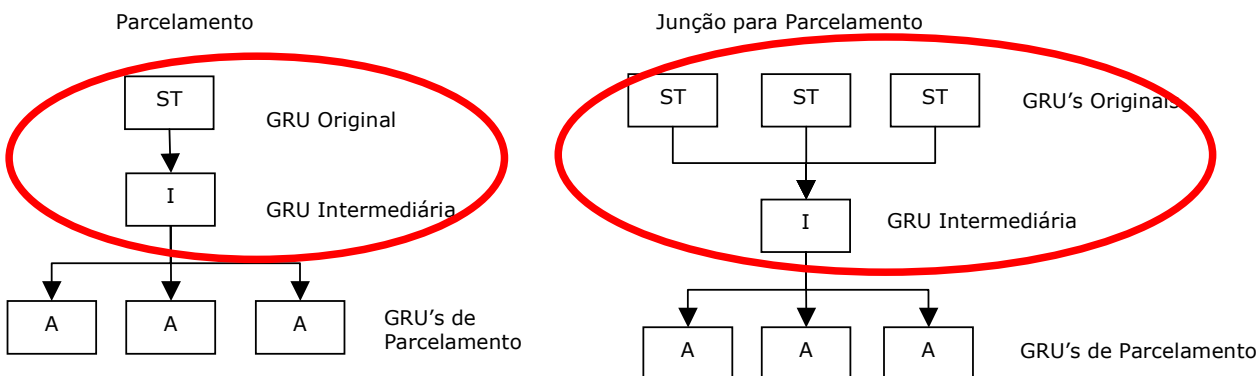 Parcelamento
ST
GRU Original
I
GRU Intermediária
A A A
GRU's de
Parcelamento
Junção para Parcelamento
ST ST ST
GRU's Originais
I
GRU Intermediária
A A A
GRU's de Parcelamento